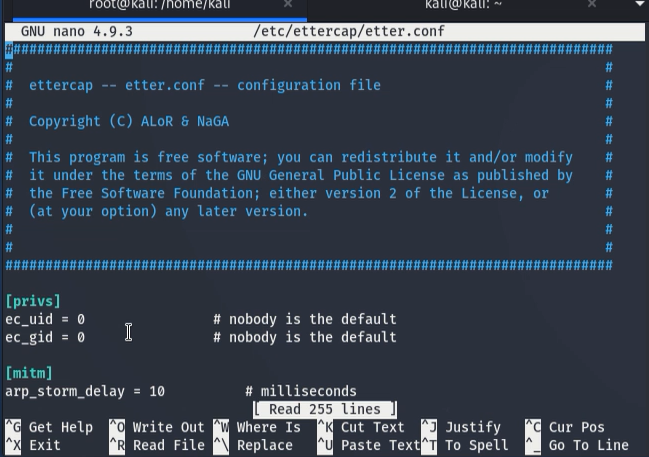 root@kali: /home/kali × kali@kali: ~ ×
GNU nano 4.9.3 /etc/ettercap/etter.conf
############################################################################
# #
# ettercap -- etter.conf -- configuration file #
# #
# Copyright (C) ALoR & NaGA #
# #
# This program is free software; you can redistribute it and/or modify #
# it under the terms of the GNU General Public License as published by #
# the Free Software Foundation; either version 2 of the License, or #
# (at your option) any later version. #
# #
# #
############################################################################
[privs]
ec_uid = 0 # nobody is the default
ec_gid = 0 # nobody is the default
[mitm]
arp_storm_delay = 10 # milliseconds
[ Read 255 lines ]
^G Get Help ^O Write Out ^W Where Is ^K Cut Text ^J Justify ^C Cur Pos
^X Exit ^R Read File ^\ Replace ^U Paste Text ^T To Spell ^_ Go To Line